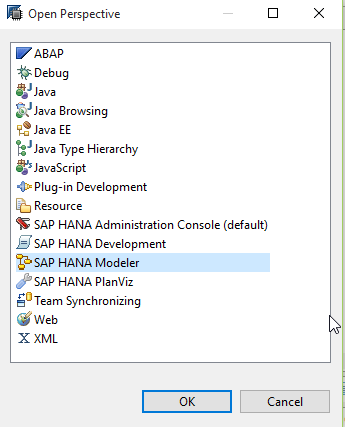 Open Perspective
ABAP
Debug
Java
Java Browsing
Java EE
Java Type Hierarchy
JavaScript
Plug-in Development
Resource
SAP HANA Administration Console (default)
SAP HANA Development
SAP HANA Modeler
SAP HANA PlanViz
Team Synchronizing
Web
XML
OK Cancel